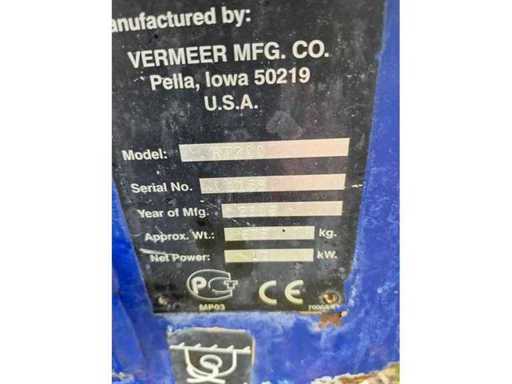 anufactured by:
VERMEER MFG. CO.
Pella, Iowa 50219
U.S.A.
Model: RT200
Serial No.
Year of Mfg.
Approx. Wt.: kg.
Net Power: kW.
MP03